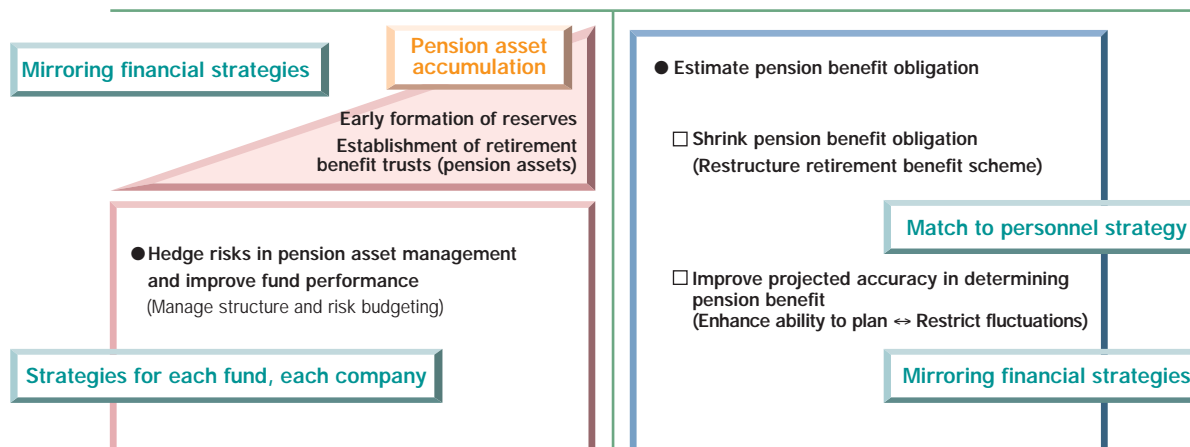 Mirroring financial strategies
Pension asset
accumulation
Early formation of reserves
Establishment of retirement
benefit trusts (pension assets)
● Hedge risks in pension asset management
and improve fund performance
(Manage structure and risk budgeting)
Strategies for each fund, each company
● Estimate pension benefit obligation
□ Shrink pension benefit obligation
(Restructure retirement benefit scheme)
Match to personnel strategy
□ Improve projected accuracy in determining
pension benefit
(Enhance ability to plan ↔ Restrict fluctuations)
Mirroring financial strategies